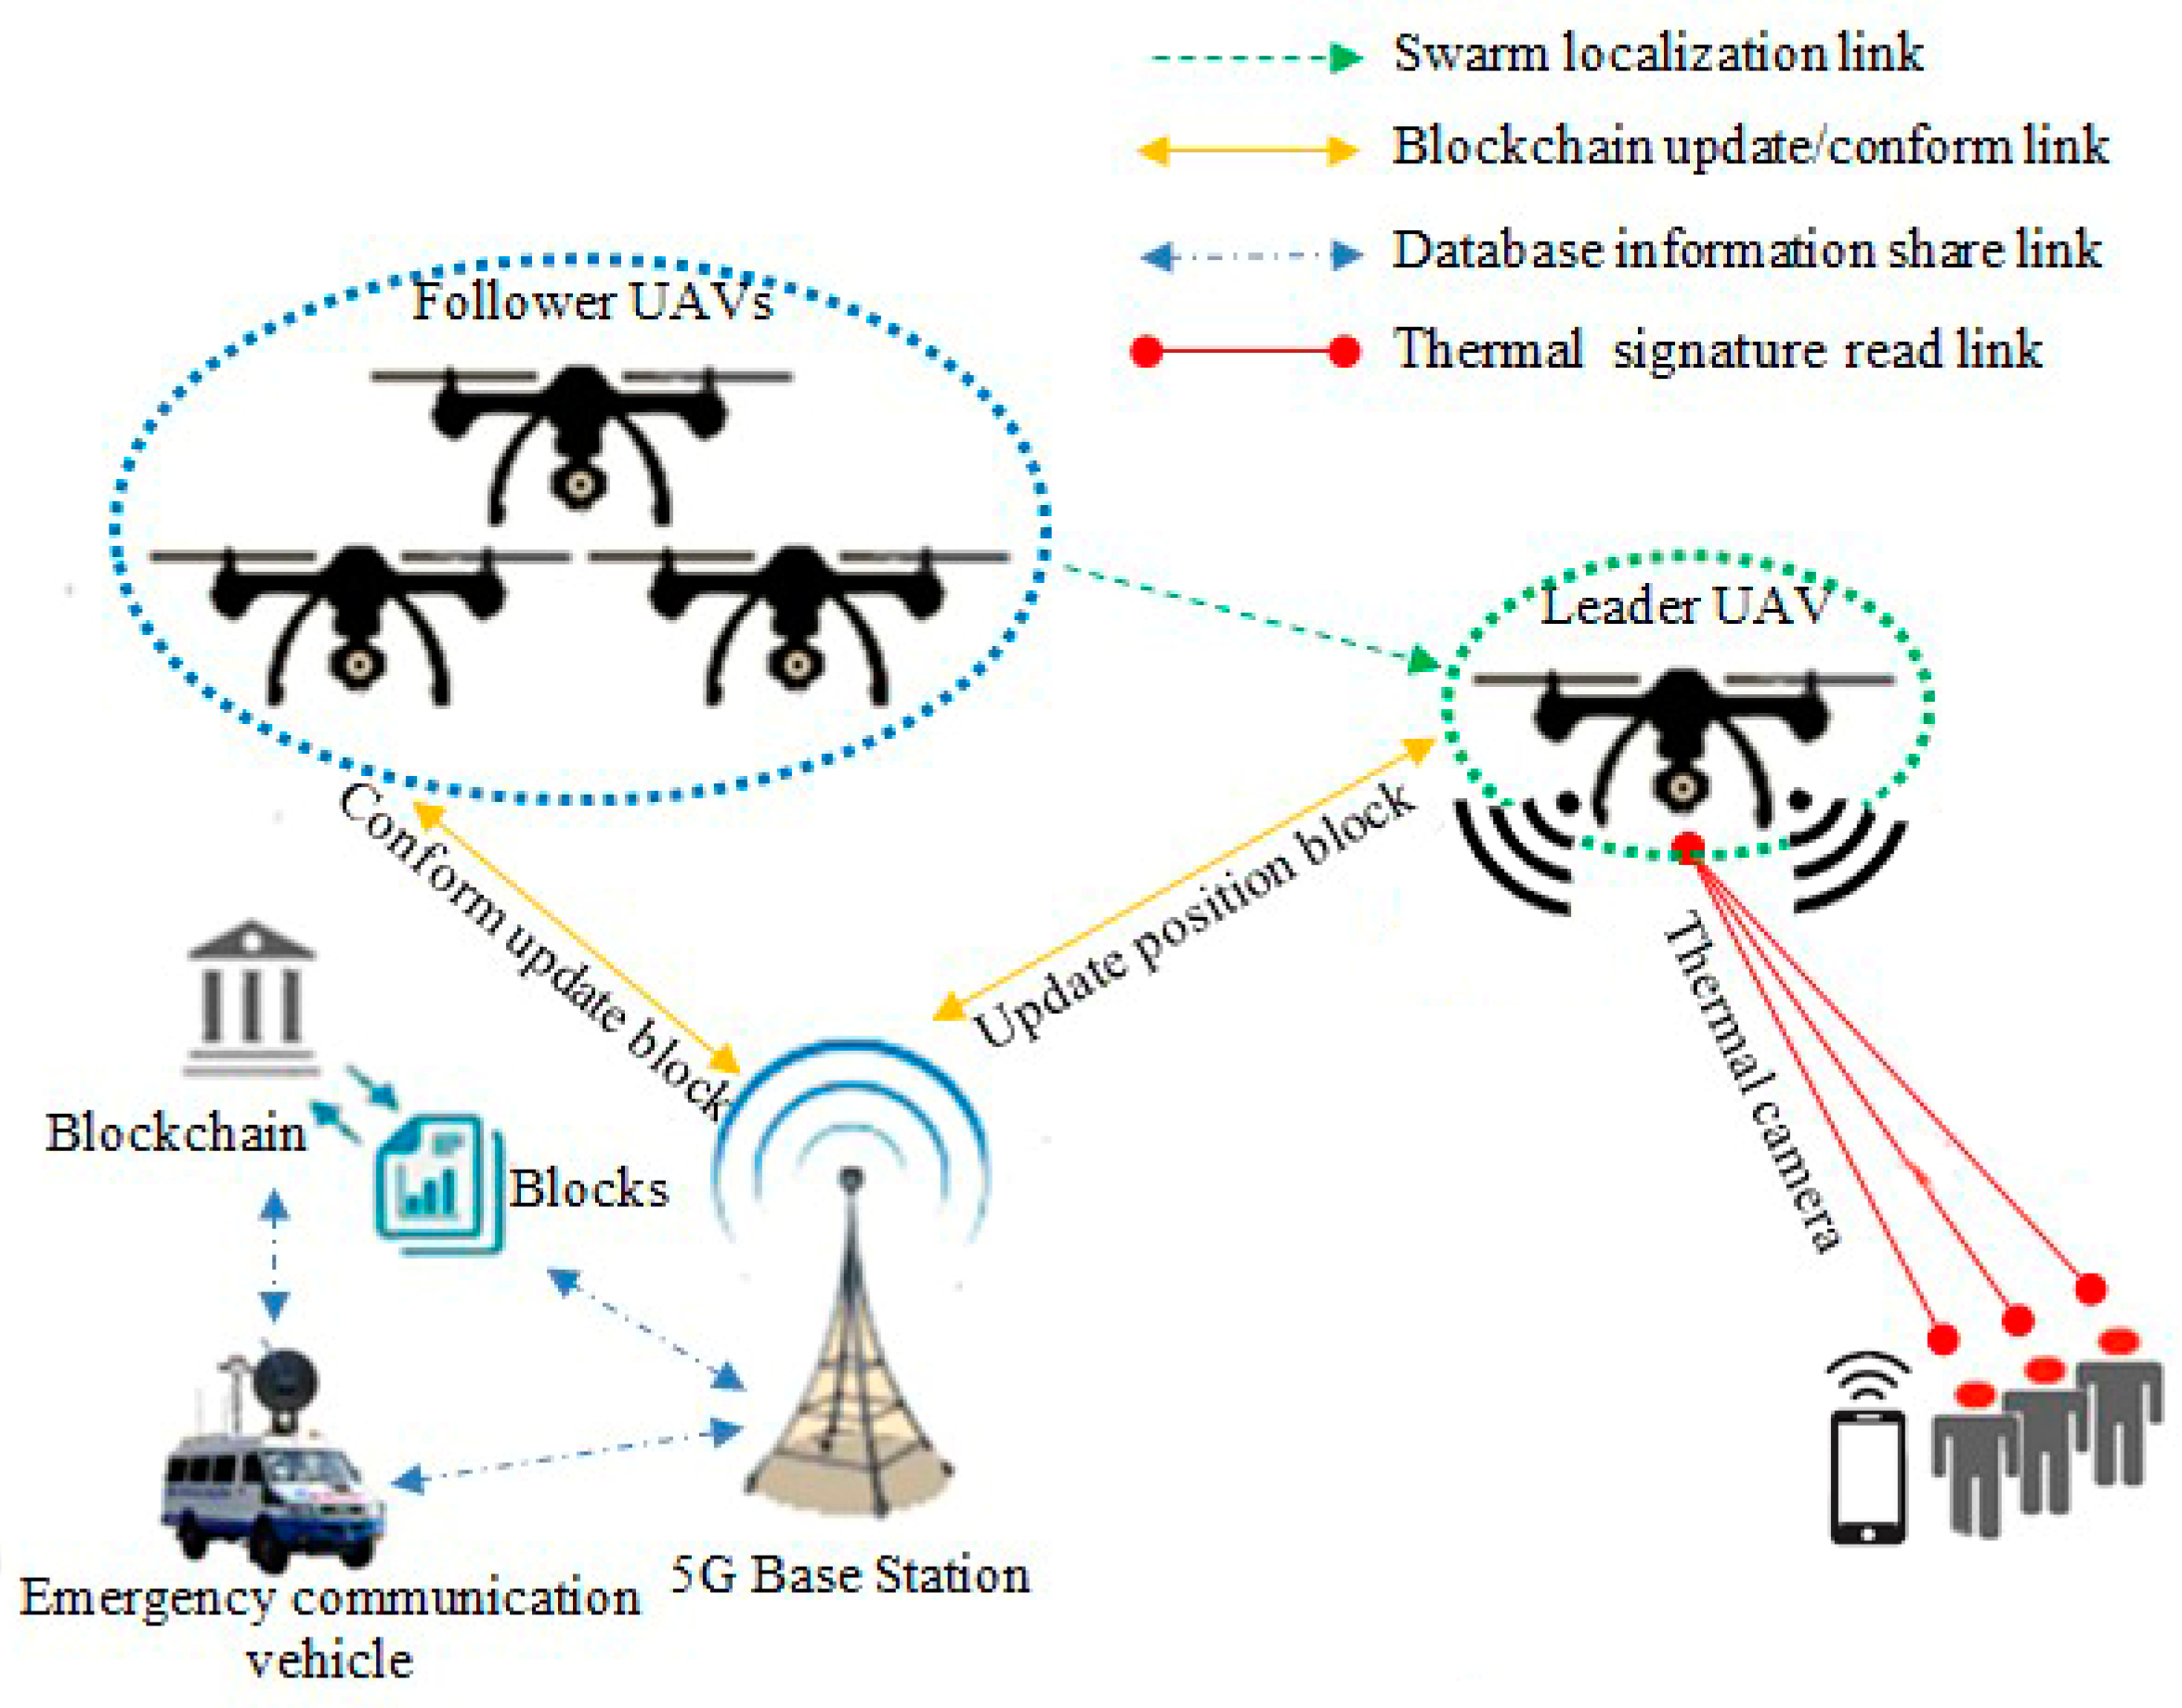 Swarm localization link
Blockchain update/conform link
Database information share link
Thermal signature read link
Follower UAVs
Leader UAV
Conform update block
Update position block
Thermal camera
Blockchain
Blocks
5G Base Station
Emergency communication
vehicle